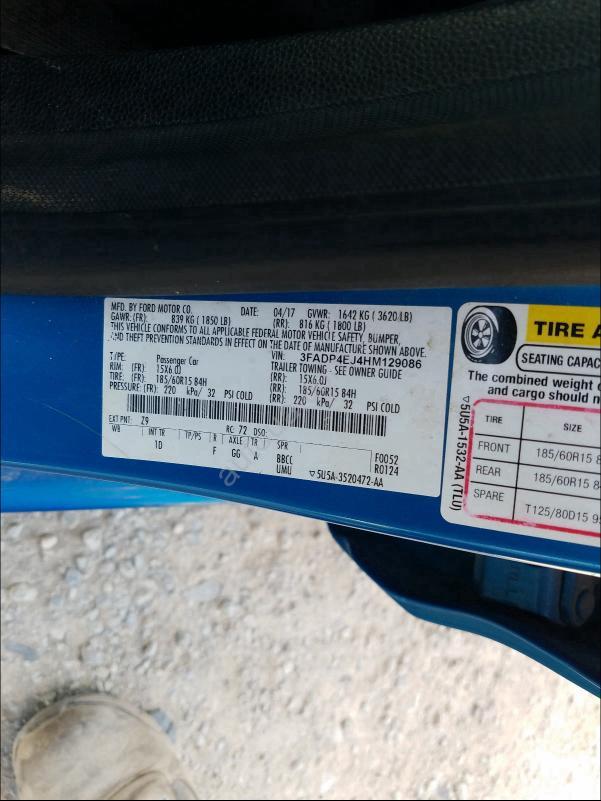 MFD. BY FORD MOTOR CO. DATE: 04/17 GVWR: 1642 KG ( 3620 LB)
GAWR: (FR): 839 KG ( 1850 LB) (RR): 816 KG ( 1800 LB)
THIS VEHICLE CONFORMS TO ALL APPLICABLE FEDERAL MOTOR VEHICLE SAFETY, BUMPER,
AND THEFT PREVENTION STANDARDS IN EFFECT ON THE DATE OF MANUFACTURE SHOWN ABOVE.
VIN: 3FADP4EJ4HM129086
TYPE: Passenger Car TRAILER TOWING - SEE OWNER GUIDE
RIM: (FR): 15X6.0J (RR): 15X6.0J
TIRE: (FR): 185/60R15 84H (RR): 185/60R15 84H
PRESSURE: (FR): 220 kPa/ 32 PSI COLD (RR): 220 kPa/ 32 PSI COLD
EXT PNT: Z9 RC: 72 DSO:
WB INT TR TP/PS R AXLE TR SPR
1D F GG A BBCC F0052
UMU R0124
▽5U5A-3520472-AA
▽5U5A-1532-AA (TLU)
TIRE
SEATING CAPAC
The combined weight
and cargo should
TIRE SIZE
FRONT 185/60R15 8
REAR 185/60R15 8
SPARE T125/80D15 9